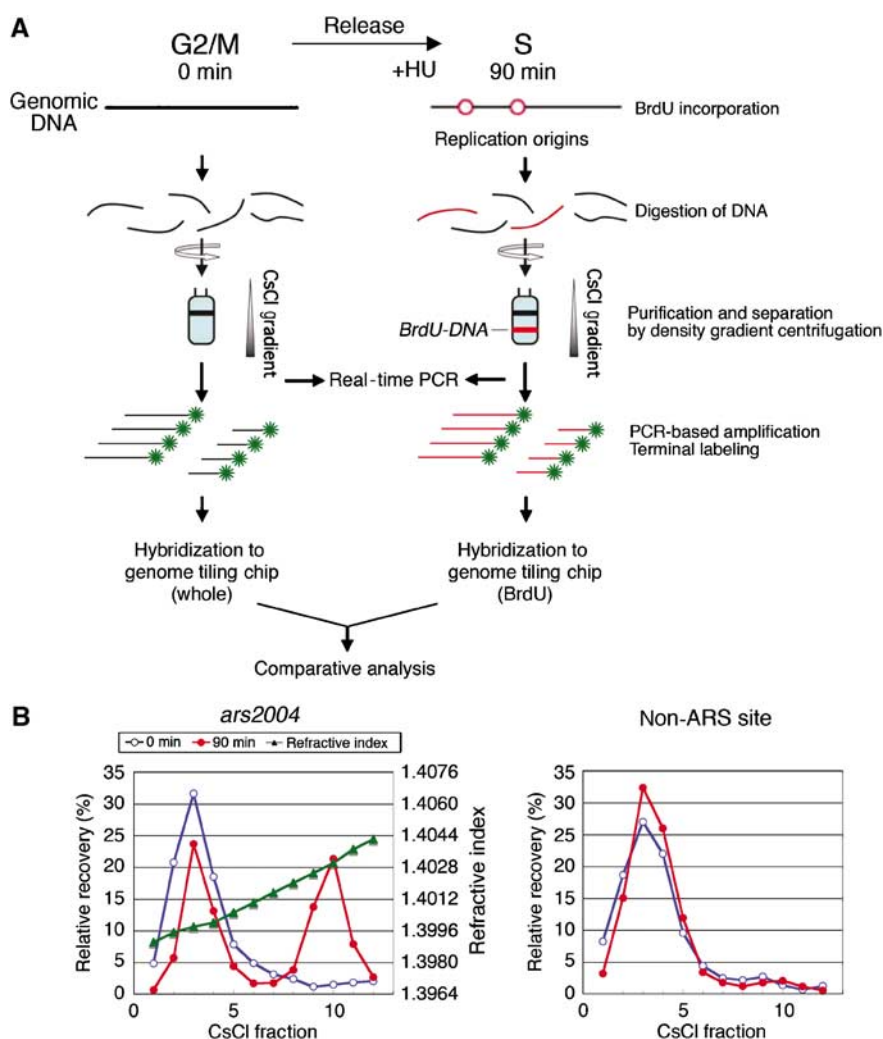 A
G2/M
0 min
Release
+HU
S
90 min
Genomic
DNA
BrdU incorporation
Replication origins
Digestion of DNA
CsCl gradient
BrdU-DNA
CsCl gradient
Purification and separation
by density gradient centrifugation
Real-time PCR
PCR-based amplification
Terminal labeling
Hybridization to
genome tiling chip
(whole)
Hybridization to
genome tiling chip
(BrdU)
Comparative analysis
B
ars2004
0 min 90 min Refractive index
Relative recovery (%)
35
30
25
20
15
10
5
0
0 5 10
CsCl fraction
1.4076
1.4060
1.4044
1.4028
1.4012
1.3996
1.3980
1.3964
Refractive index
Non-ARS site
Relative recovery (%)
35
30
25
20
15
10
5
0
0 5 10
CsCl fraction